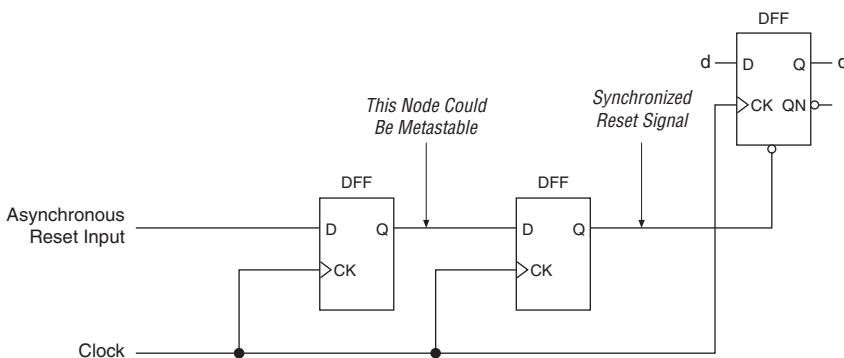 DFF
d
D
Q
d
CK
QN
This Node Could
Be Metastable
Synchronized
Reset Signal
DFF
DFF
Asynchronous
Reset Input
D
Q
D
Q
CK
CK
Clock